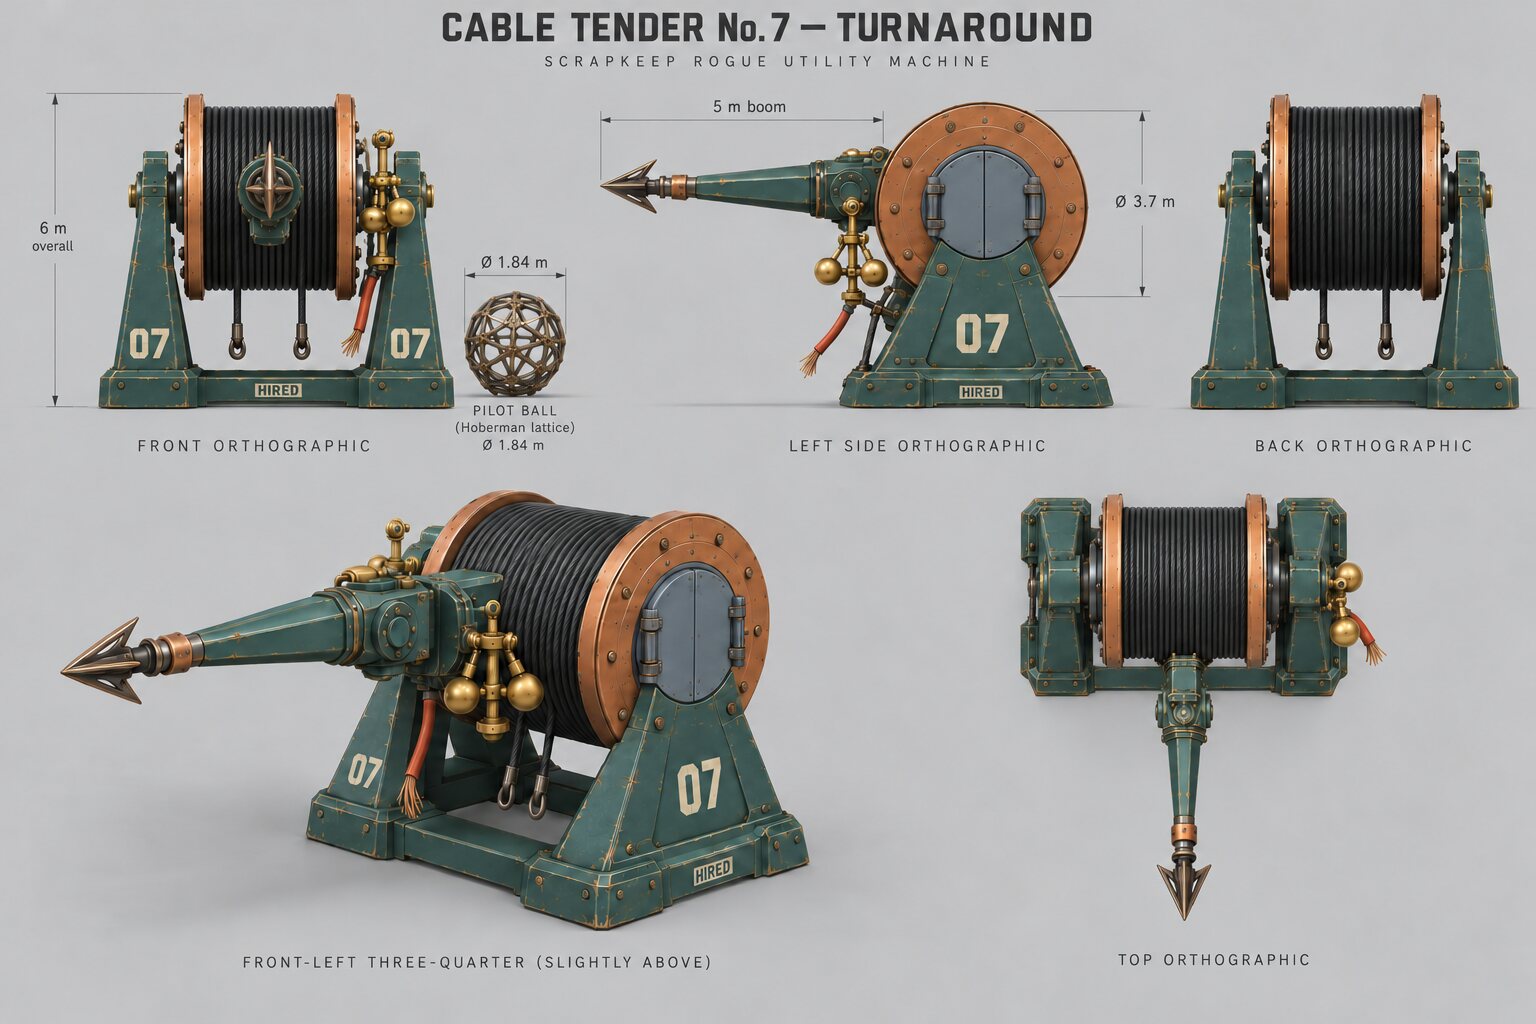 CABLE TENDER No. 7 — TURNAROUND
SCRAPKEEP ROGUE UTILITY MACHINE
6 m
overall
07
07
HIRED
Ø 1.84 m
PILOT BALL
(Hoberman lattice)
Ø 1.84 m
FRONT ORTHOGRAPHIC
5 m boom
Ø 3.7 m
07
HIRED
LEFT SIDE ORTHOGRAPHIC
BACK ORTHOGRAPHIC
07
07
HIRED
FRONT-LEFT THREE-QUARTER (SLIGHTLY ABOVE)
TOP ORTHOGRAPHIC